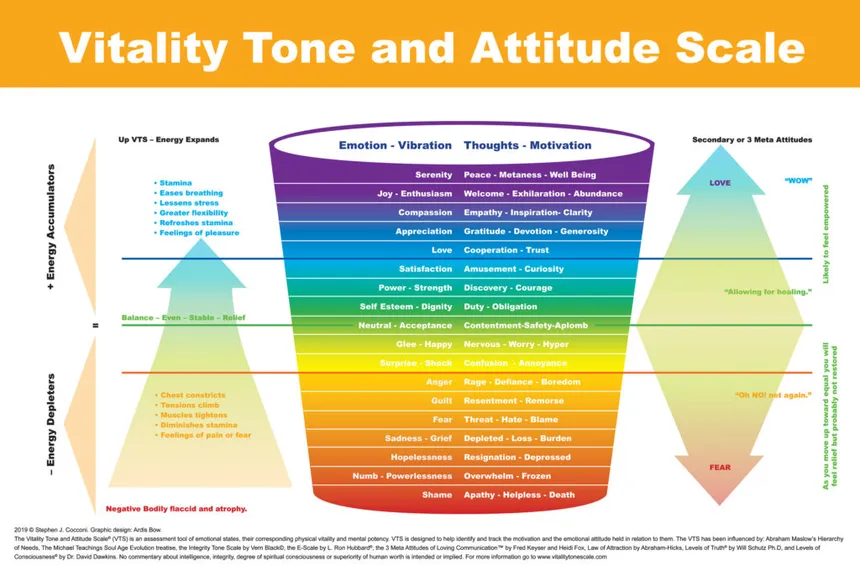 Vitality Tone and Attitude Scale
Up VTS – Energy Expands
Emotion - Vibration Thoughts - Motivation
Secondary or 3 Meta Attitudes
+ Energy Accumulators
=
– Energy Depleters
• Stamina
• Eases breathing
• Lessens stress
• Greater flexibility
• Refreshes stamina
• Feelings of pleasure
Balance – Even – Stable – Relief
• Chest constricts
• Tensions climb
• Muscles tightons
• Diminishes stamina
• Feelings of pain or fear
Negative Bodily flaccid and atrophy.
Serenity Peace - Metaness - Well Being
Joy - Enthusiasm Welcome - Exhilaration - Abundance
Compassion Empathy - Inspiration- Clarity
Appreciation Gratitude - Devotion - Generosity
Love Cooperation - Trust
Satisfaction Amusement - Curiosity
Power - Strength Discovery - Courage
Self Esteem - Dignity Duty - Obligation
Neutral - Acceptance Contentment-Safety-Aplomb
Glee - Happy Nervous - Worry - Hyper
Surprise - Shock Confusion - Annoyance
Anger Rage - Defiance - Boredom
Guilt Resentment - Remorse
Fear Threat - Hate - Blame
Sadness - Grief Depleted - Loss - Burden
Hopelessness Resignation - Depressed
Numb - Powerlessness Overwhelm - Frozen
Shame Apathy - Helpless - Death
LOVE
"WOW"
"Allowing for healing."
"Oh NO! not again."
FEAR
Likely to feel empowered
As you move up toward equal you will
feel relief but probably not restored
2019 © Stephen J. Cocconi. Graphic design: Ardis Bow.
The Vitality Tone and Attitude Scale® (VTS) is an assessment tool of emotional states, their corresponding physical vitality and mental potency. VTS is designed to help identify and track the motivation and the emotional attitude held in relation to them. The VTS has been influenced by: Abraham Maslow's Hierarchy
of Needs, The Michael Teachings Soul Age Evolution treatise, the Integrity Tone Scale by Vern Black©, the E-Scale by L. Ron Hubbard®, the 3 Meta Attitudes of Loving Communication™ by Fred Keyser and Heidi Fox, Law of Attraction by Abraham-Hicks, Levels of Truth® by Will Schutz Ph.D, and Levels of
Consciousness® by Dr. David Dawkins. No commentary about intelligence, integrity, degree of spiritual consciousness or superiority of human worth is intended or implied. For more information go to www.vitalitytonescale.com